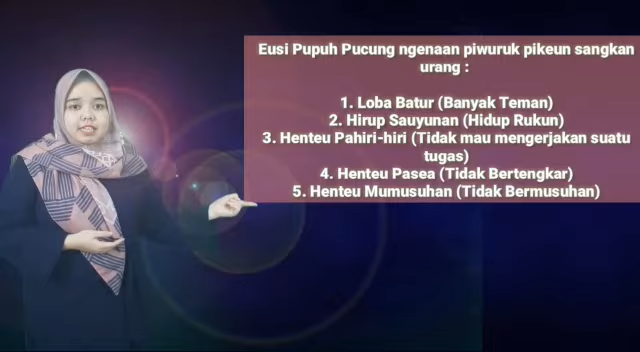 Eusi Pupuh Pucung ngenaan piwuruk pikeun sangkan
urang :
1. Loba Batur (Banyak Teman)
2. Hirup Sauyunan (Hidup Rukun)
3. Henteu Pahiri-hiri (Tidak mau mengerjakan suatu
tugas)
4. Henteu Pasea (Tidak Bertengkar)
5. Henteu Mumusuhan (Tidak Bermusuhan)